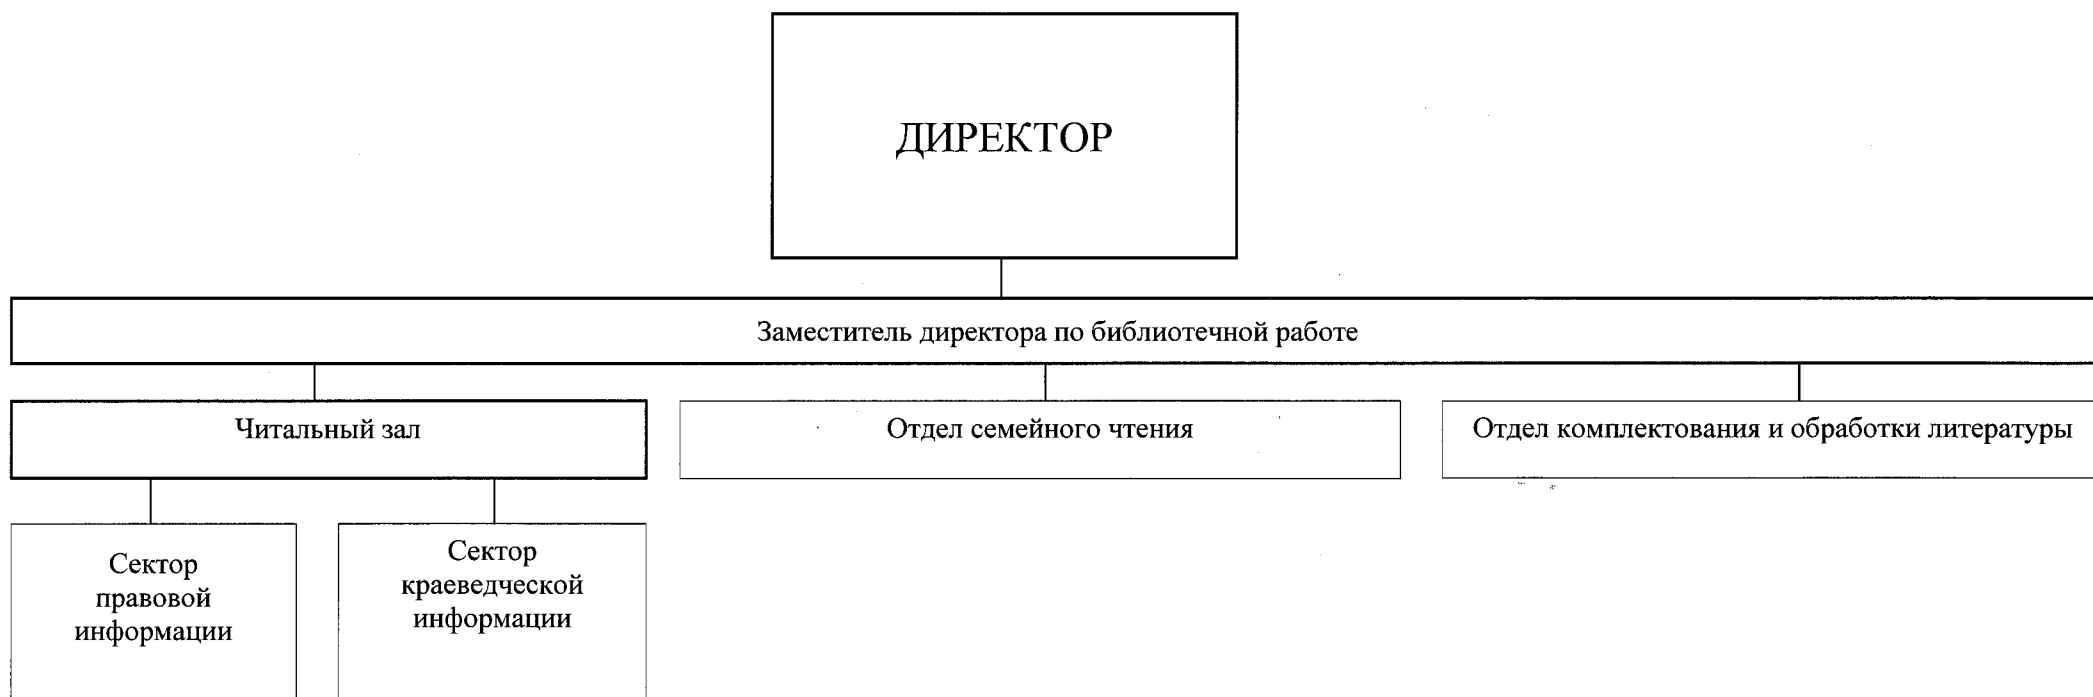 ДИРЕКТОР
Заместитель директора по библиотечной работе
Читальный зал
Отдел семейного чтения
Отдел комплектования и обработки литературы
Сектор
правовой
информации
Сектор
краеведческой
информации